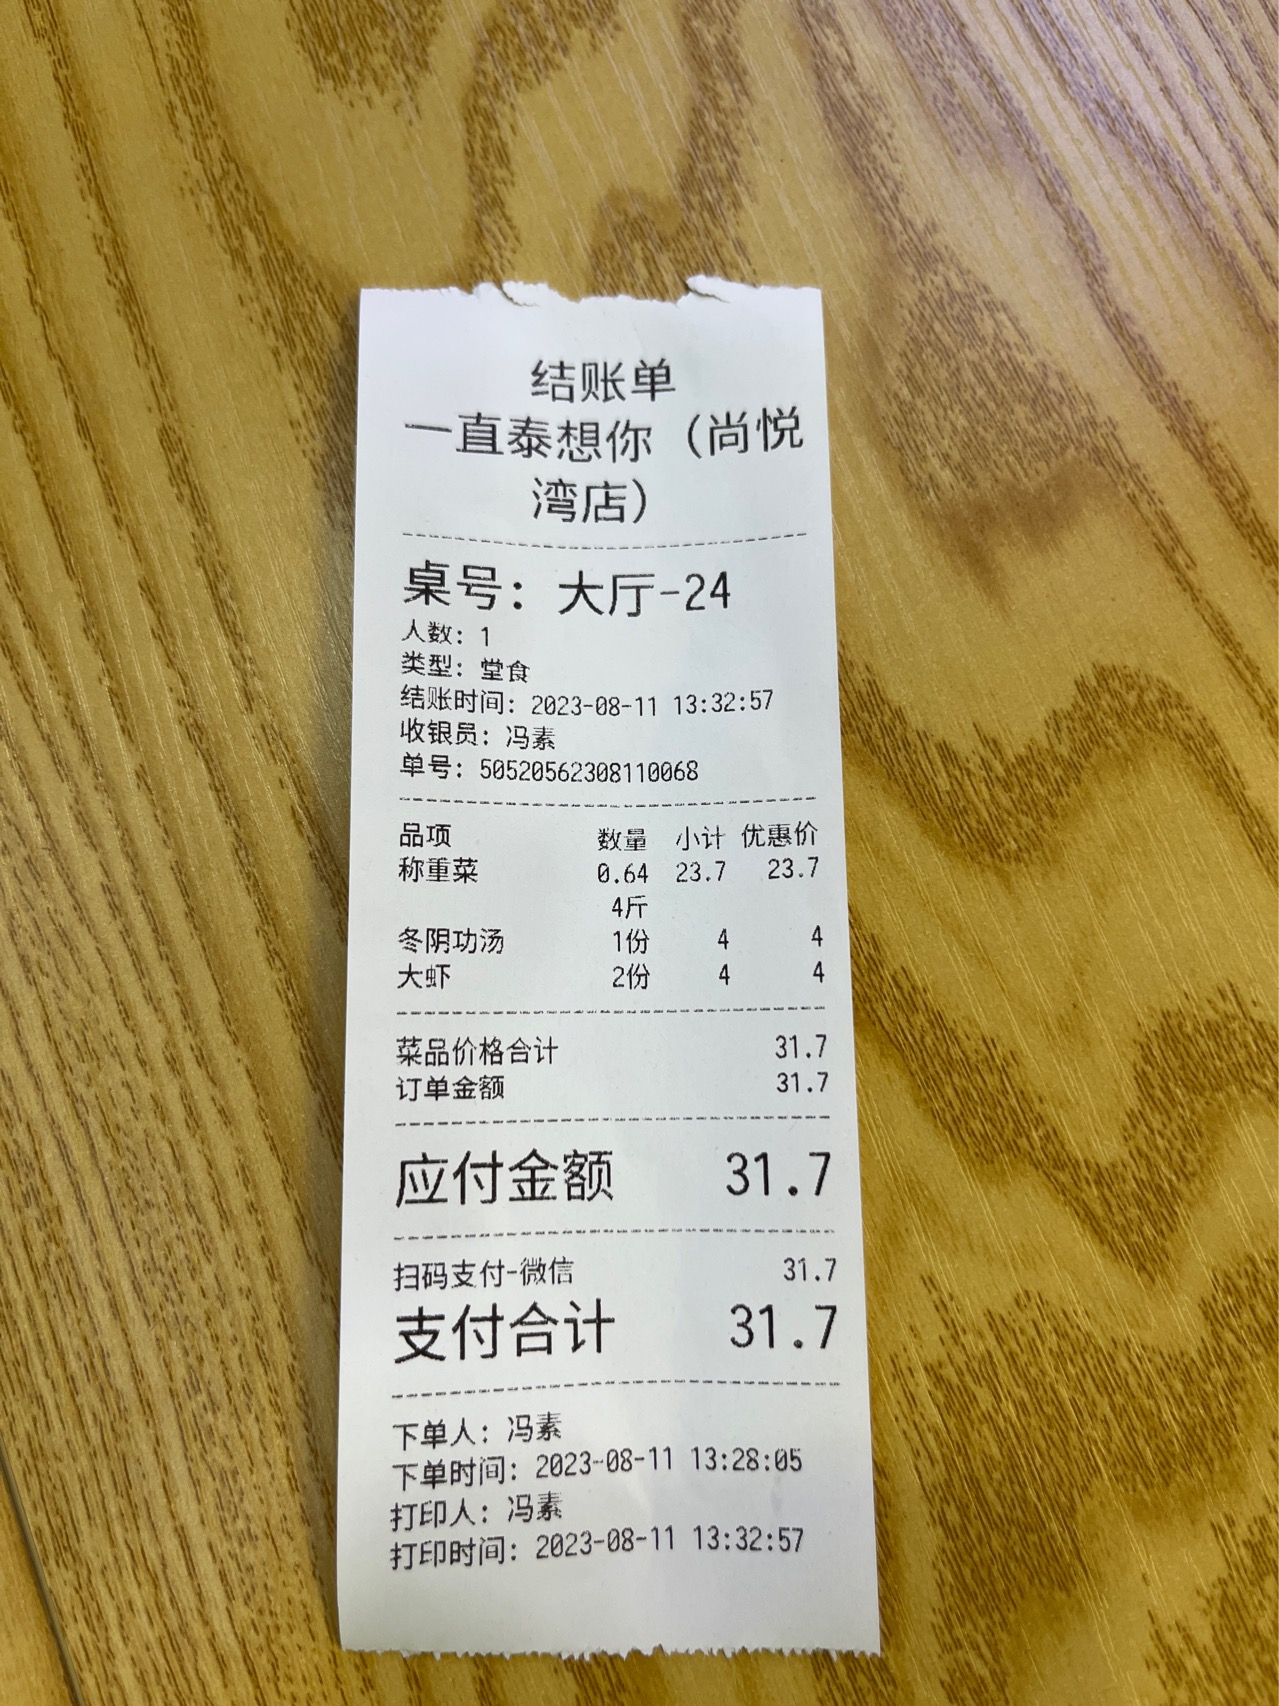 结账单
一直泰想你（尚悦
湾店）
桌号：大厅-24
人数：1
类型：堂食
结账时间：2023-08-11 13:32:57
收银员：冯素
单号：505205562308110068
品项 数量 小计 优惠价
称重菜 0.64 23.7 23.7
4斤
冬阴功汤 1份 4 4
大虾 2份 4 4
菜品价格合计 31.7
订单金额 31.7
应付金额 31.7
扫码支付-微信 31.7
支付合计 31.7
下单人：冯素
下单时间：2023-08-11 13:28:05
打印人：冯素
打印时间：2023-08-11 13:32:57